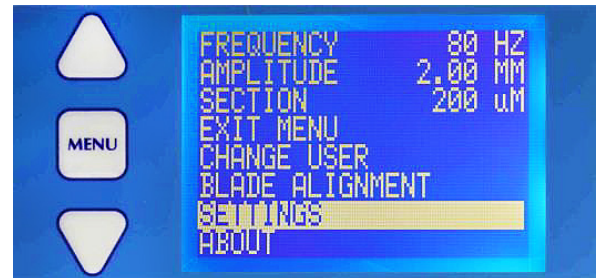 MENU
FREQUENCY 80 HZ
AMPLITUDE 2.00 MM
SECTION 200 uM
EXIT MENU
CHANGE USER
BLADE ALIGNMENT
SETTINGS
ABOUT